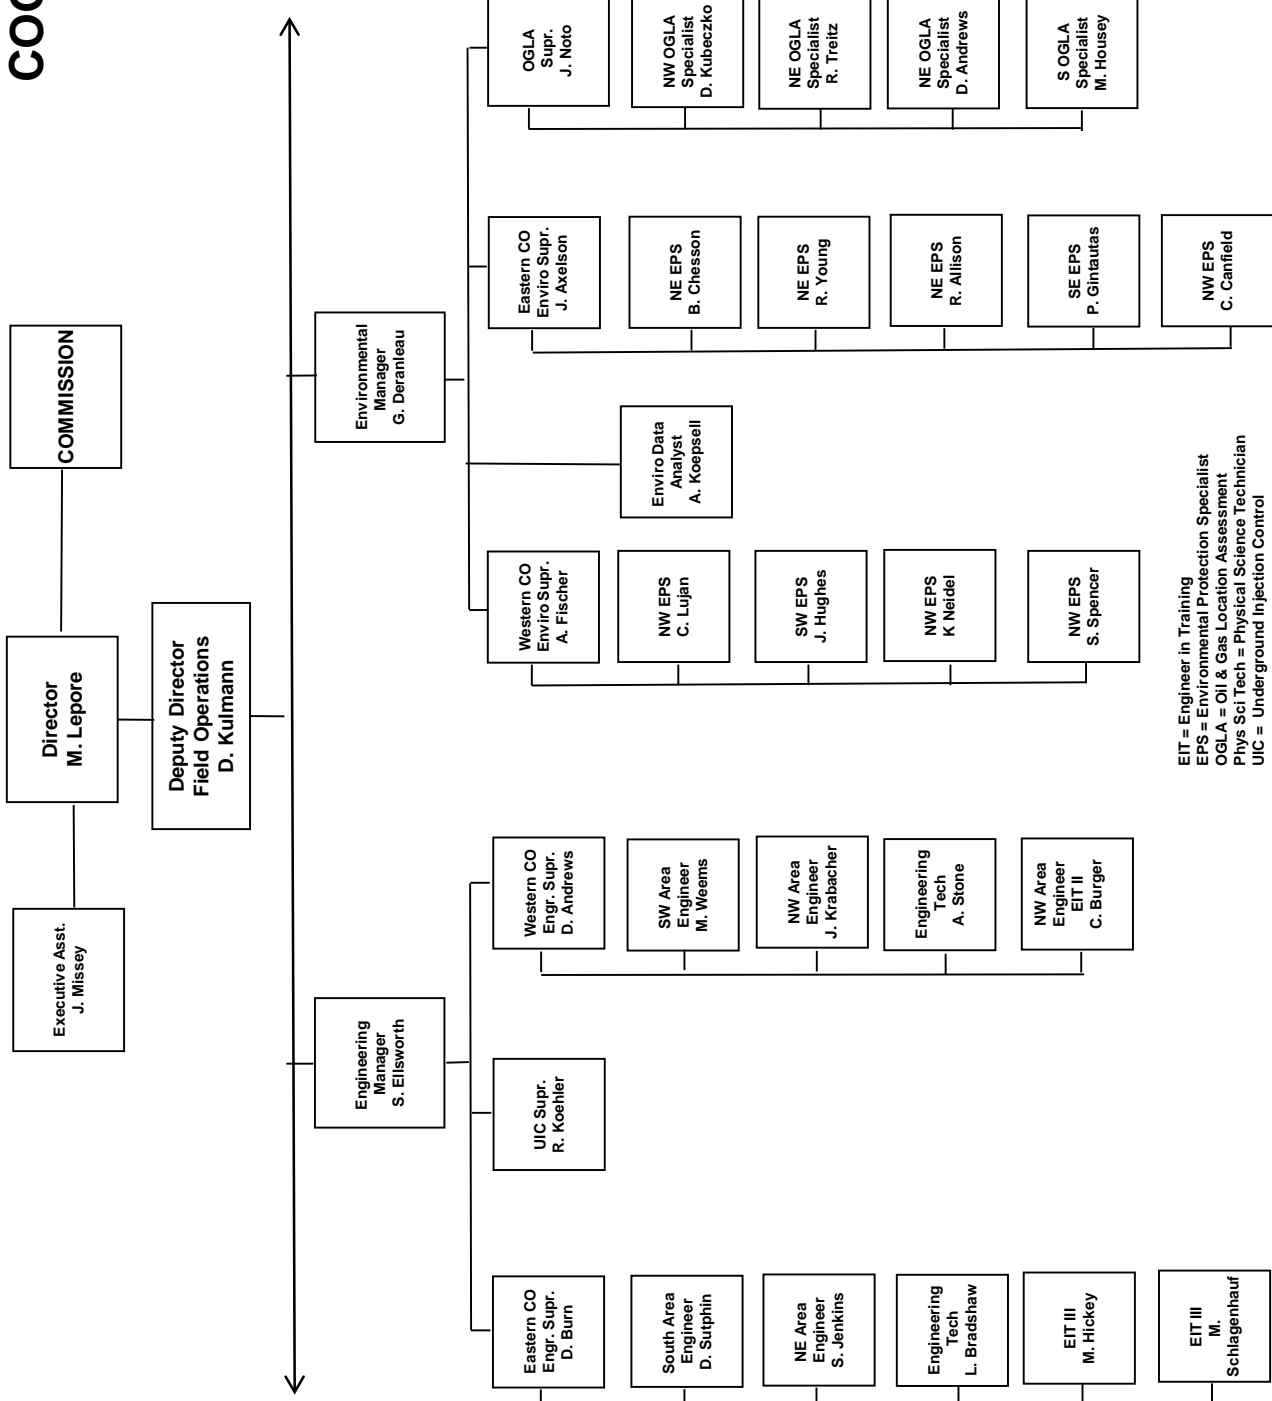 COG
Executive Asst.
J. Missey
Director
M. Lepore
COMMISSION
Deputy Director
Field Operations
D. Kulmann
Engineering
Manager
S. Ellsworth
Environmental
Manager
G. Deranleau
Eastern CO
Engr. Supr.
D. Burn
UIC Supr.
R. Koehler
Western CO
Engr. Supr.
D. Andrews
Western CO
Enviro Supr.
A. Fischer
Eastern CO
Enviro Supr.
J. Axelson
OGLA
Supr.
J. Noto
South Area
Engineer
D. Sutphin
SW Area
Engineer
M. Weems
NW EPS
C. Lujan
Enviro Data
Analyst
A. Koepsell
NE EPS
B. Chesson
NW OGLA
Specialist
D. Kubeczko
NE Area
Engineer
S. Jenkins
NW Area
Engineer
J. Krabacher
SW EPS
J. Hughes
NE EPS
R. Young
NE OGLA
Specialist
R. Treitz
Engineering
Tech
L. Bradshaw
Engineering
Tech
A. Stone
NW EPS
K Neidel
NE EPS
R. Allison
NE OGLA
Specialist
D. Andrews
EIT III
M. Hickey
NW Area
Engineer
EIT II
C. Burger
NW EPS
S. Spencer
SE EPS
P. Gintautas
S OGLA
Specialist
M. Housey
EIT III
M.
Schlagenhauf
NW EPS
C. Canfield
EIT = Engineer in Training
EPS = Environmental Protection Specialist
OGLA = Oil & Gas Location Assessment
Phys Sci Tech = Physical Science Technician
UIC = Underground Injection Control